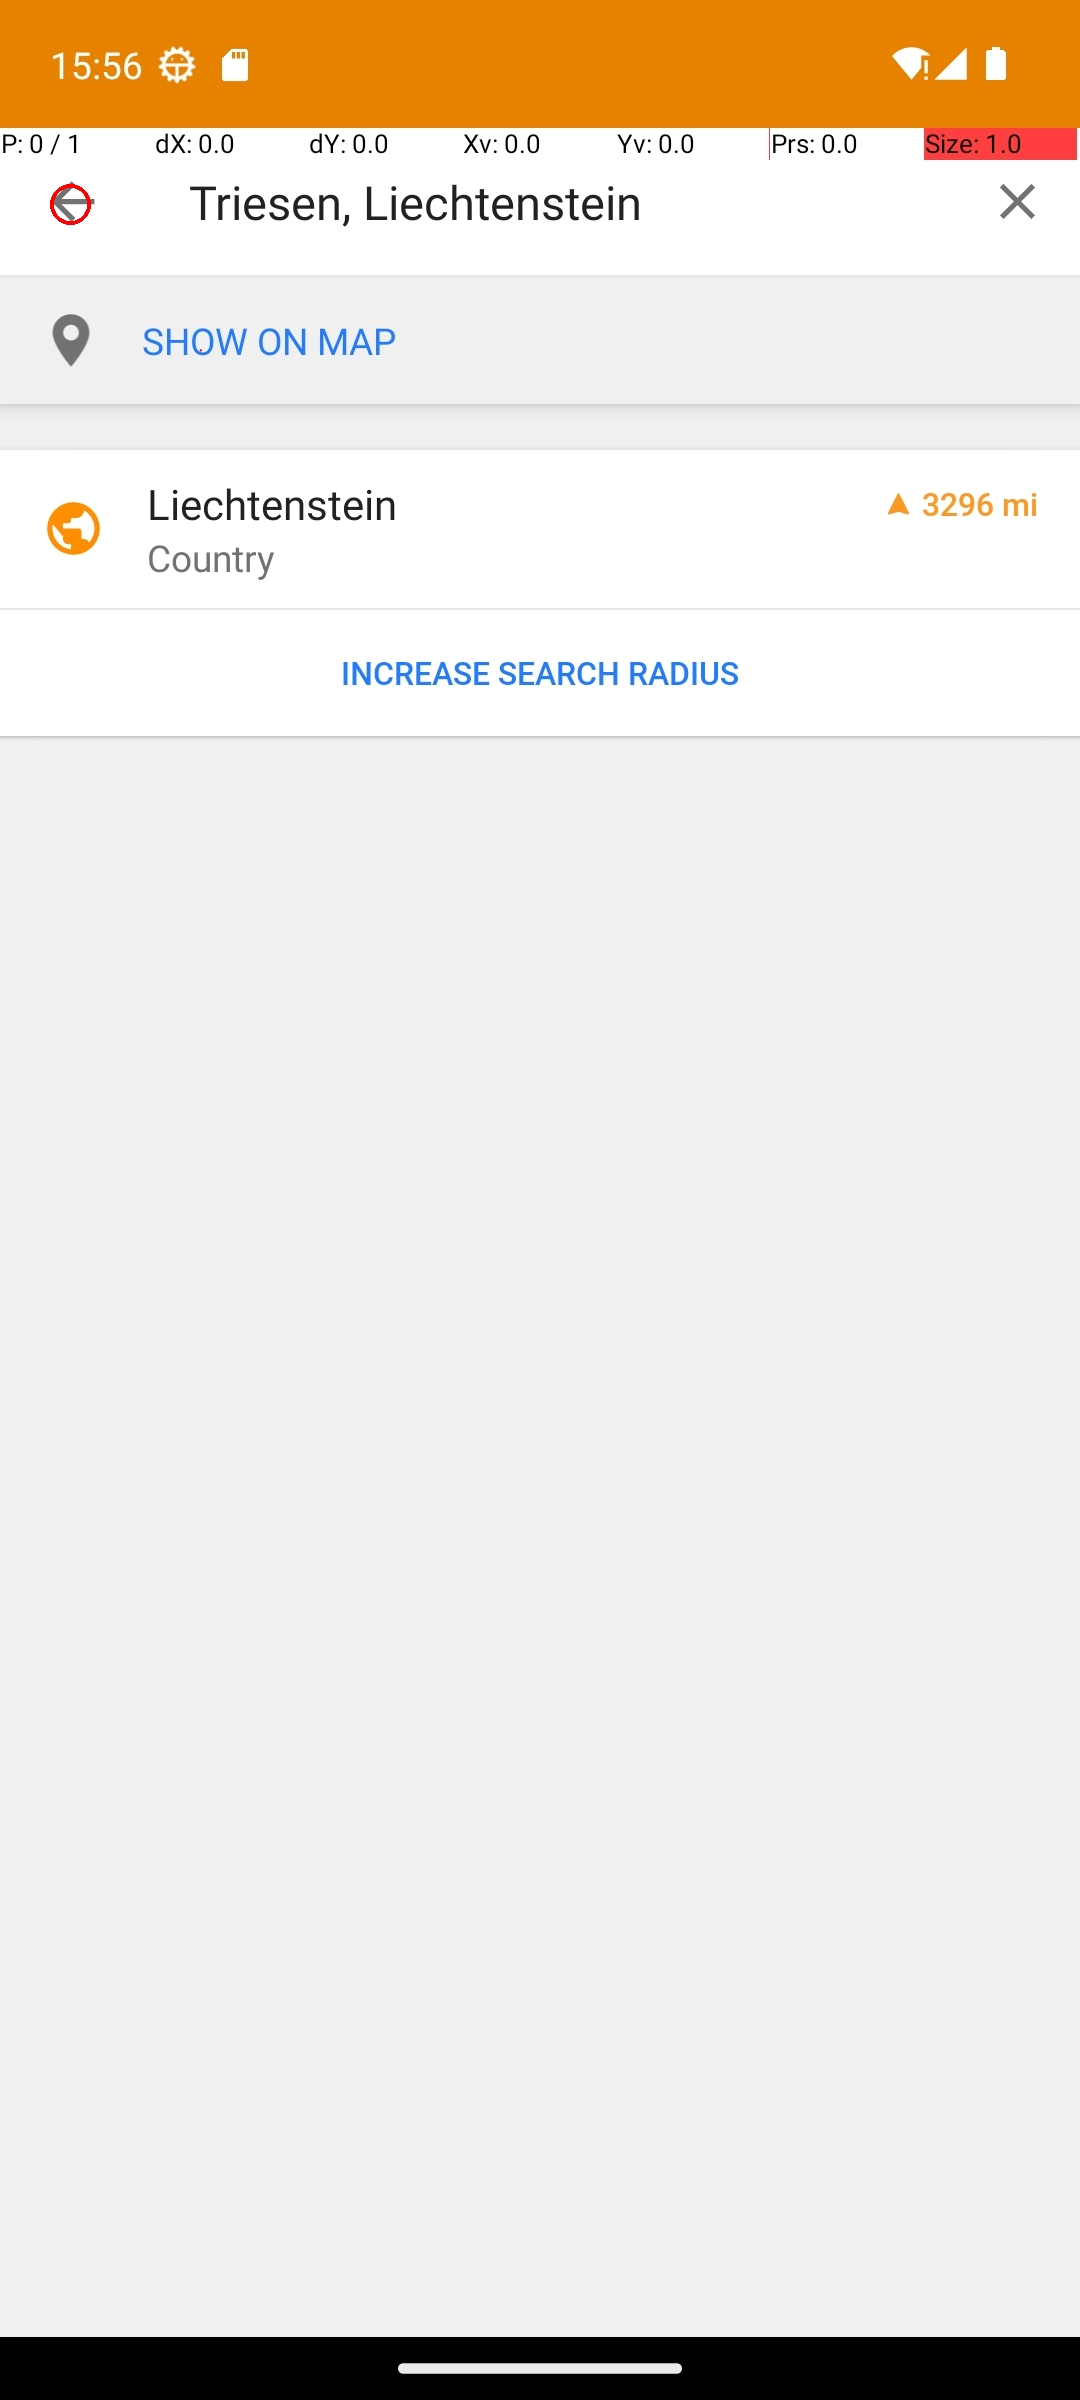 15:56
P: 0 / 1 dX: 0.0 dY: 0.0 Xv: 0.0 Yv: 0.0 Prs: 0.0 Size: 1.0
Triesen, Liechtenstein
SHOW ON MAP
Liechtenstein 3296 mi
Country
INCREASE SEARCH RADIUS